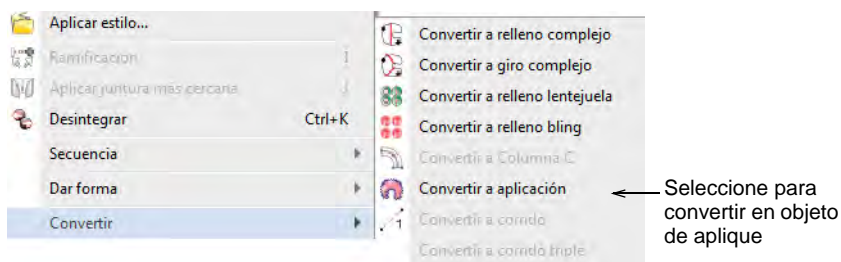 Aplicar estilo...
Ramificación I
Aplicar juntura más cercana J
Desintegrar Ctrl+K
Secuencia
Dar forma
Convertir
Convertir a relleno complejo
Convertir a giro complejo
Convertir a relleno lentejuela
Convertir a relleno bling
Convertir a Columna C
Convertir a aplicación
Convertir a corrido
Convertir a corrido triple
1
Seleccione para
convertir en objeto
de aplique